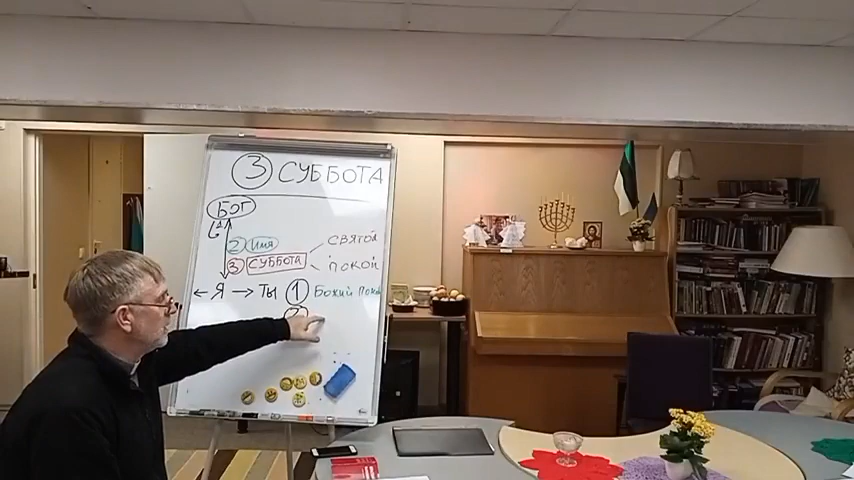 3 СУББОТА
БОГ
2 Имя
СВЯТОЙ
3 СУББОТА
ПОКОЙ
← Я → ТЫ 1 Божий Покой